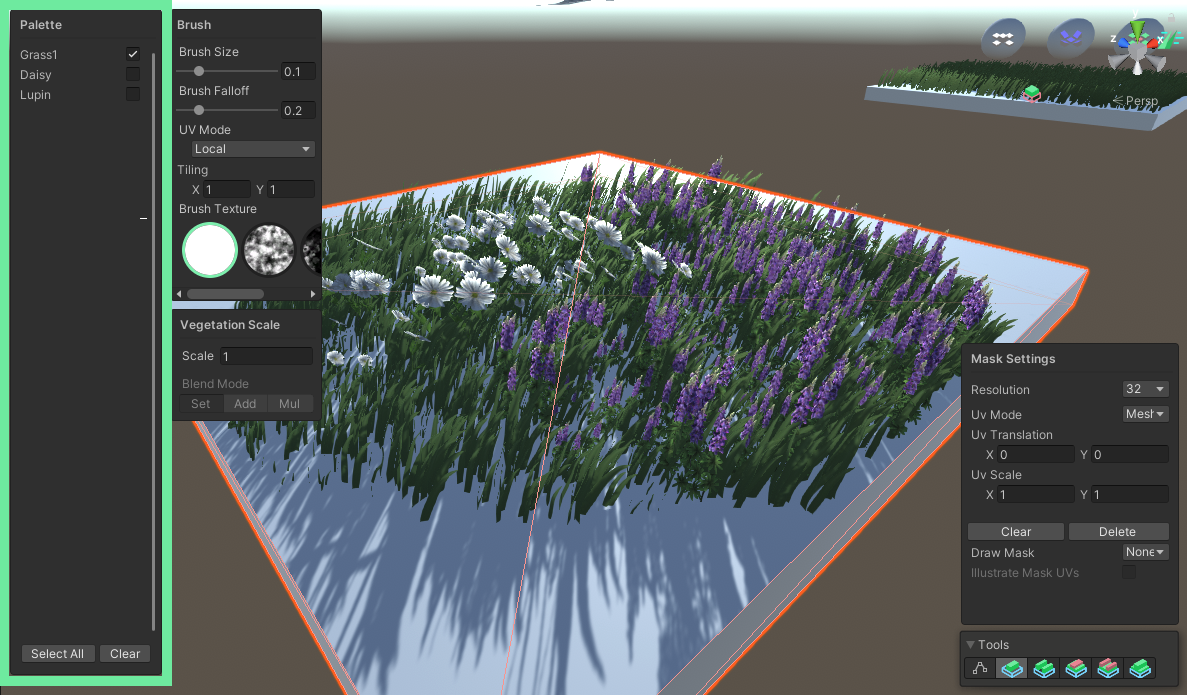 Palette
Grass1
Daisy
Lupin
Select All
Clear
Brush
Brush Size
0.1
Brush Falloff
0.2
UV Mode
Local
Tiling
X 1 Y 1
Brush Texture
Vegetation Scale
Scale 1
Blend Mode
Set Add Mul
y
z x
Persp
Mask Settings
Resolution 32
Uv Mode Mesh
Uv Translation
X 0 Y 0
Uv Scale
X 1 Y 1
Clear Delete
Draw Mask None
Illustrate Mask UVs
Tools